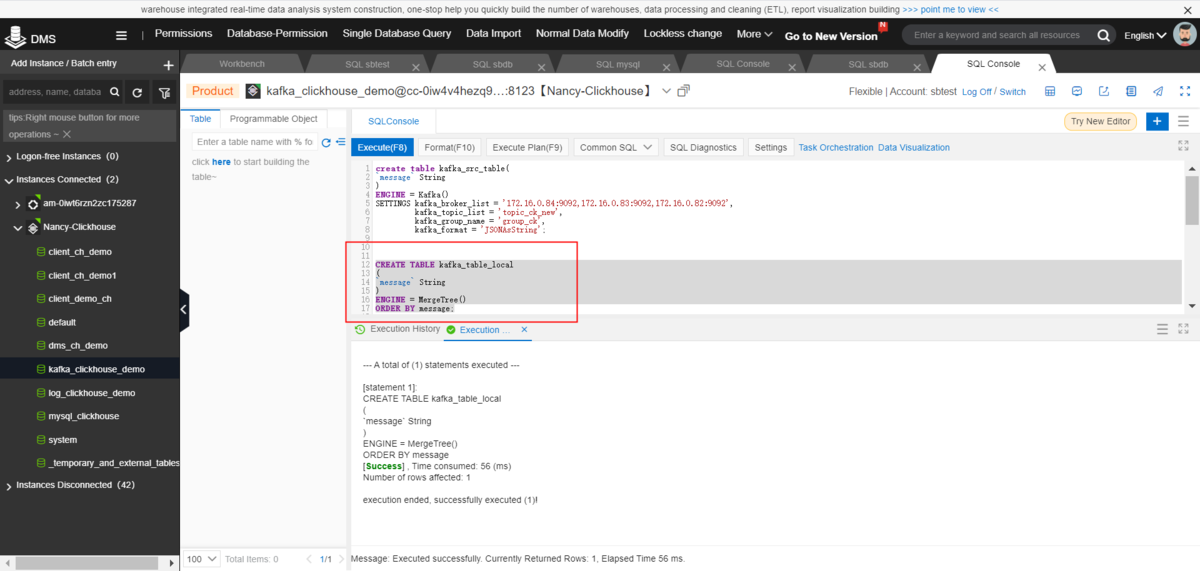 warehouse integrated real-time data analysis system construction, one-stop help you quickly build the number of warehouses, data processing and cleaning (ETL), report visualization building >>> point me to view <<
DMS
Permissions Database-Permission Single Database Query Data Import Normal Data Modify Lockless change More Go to New Version N Enter a keyword and search all resources English
Add Instance / Batch entry
Workbench SQL sbtest SQL sbdb SQL mysql SQL Console SQL sbdb SQL Console
address, name, databa
Product kafka_clickhouse_demo@cc-0iw4v4hezq9...:8123【Nancy-Clickhouse】 Flexible | Account: sbtest Log Off / Switch
tips:Right mouse button for more
operations ~
Table Programmable Object
SQLConsole
Try New Editor
Enter a table name with % fo
Execute(F8) Format(F10) Execute Plan(F9) Common SQL SQL Diagnostics Settings Task Orchestration Data Visualization
click here to start building the
table~
Logon-free Instances (0)
Instances Connected (2)
am-0iwt6rzn2zc175287
Nancy-Clickhouse
client_ch_demo
client_ch_demo1
client_demo_ch
default
dms_ch_demo
kafka_clickhouse_demo
log_clickhouse_demo
mysql_clickhouse
system
_temporary_and_external_tables
Instances Disconnected (42)
1 create table kafka_src_table(
2 `message` String
3 )
4 ENGINE = Kafka()
5 SETTINGS kafka_broker_list = '172.16.0.84:9092,172.16.0.83:9092,172.16.0.82:9092',
6 kafka_topic_list = 'topic_ck_new',
7 kafka_group_name = 'group_ck',
8 kafka_format = 'JSONAsString';
9
10
11
12 CREATE TABLE kafka_table_local
13 (
14 `message` String
15 )
16 ENGINE = MergeTree()
17 ORDER BY message;
Execution History Execution ...
--- A total of (1) statements executed ---
[statement 1]:
CREATE TABLE kafka_table_local
(
`message` String
)
ENGINE = MergeTree()
ORDER BY message
[Success] , Time consumed: 56 (ms)
Number of rows affected: 1
execution ended, successfully executed (1)!
100 Total Items: 0 1/1
Message: Executed successfully. Currently Returned Rows: 1, Elapsed Time 56 ms.